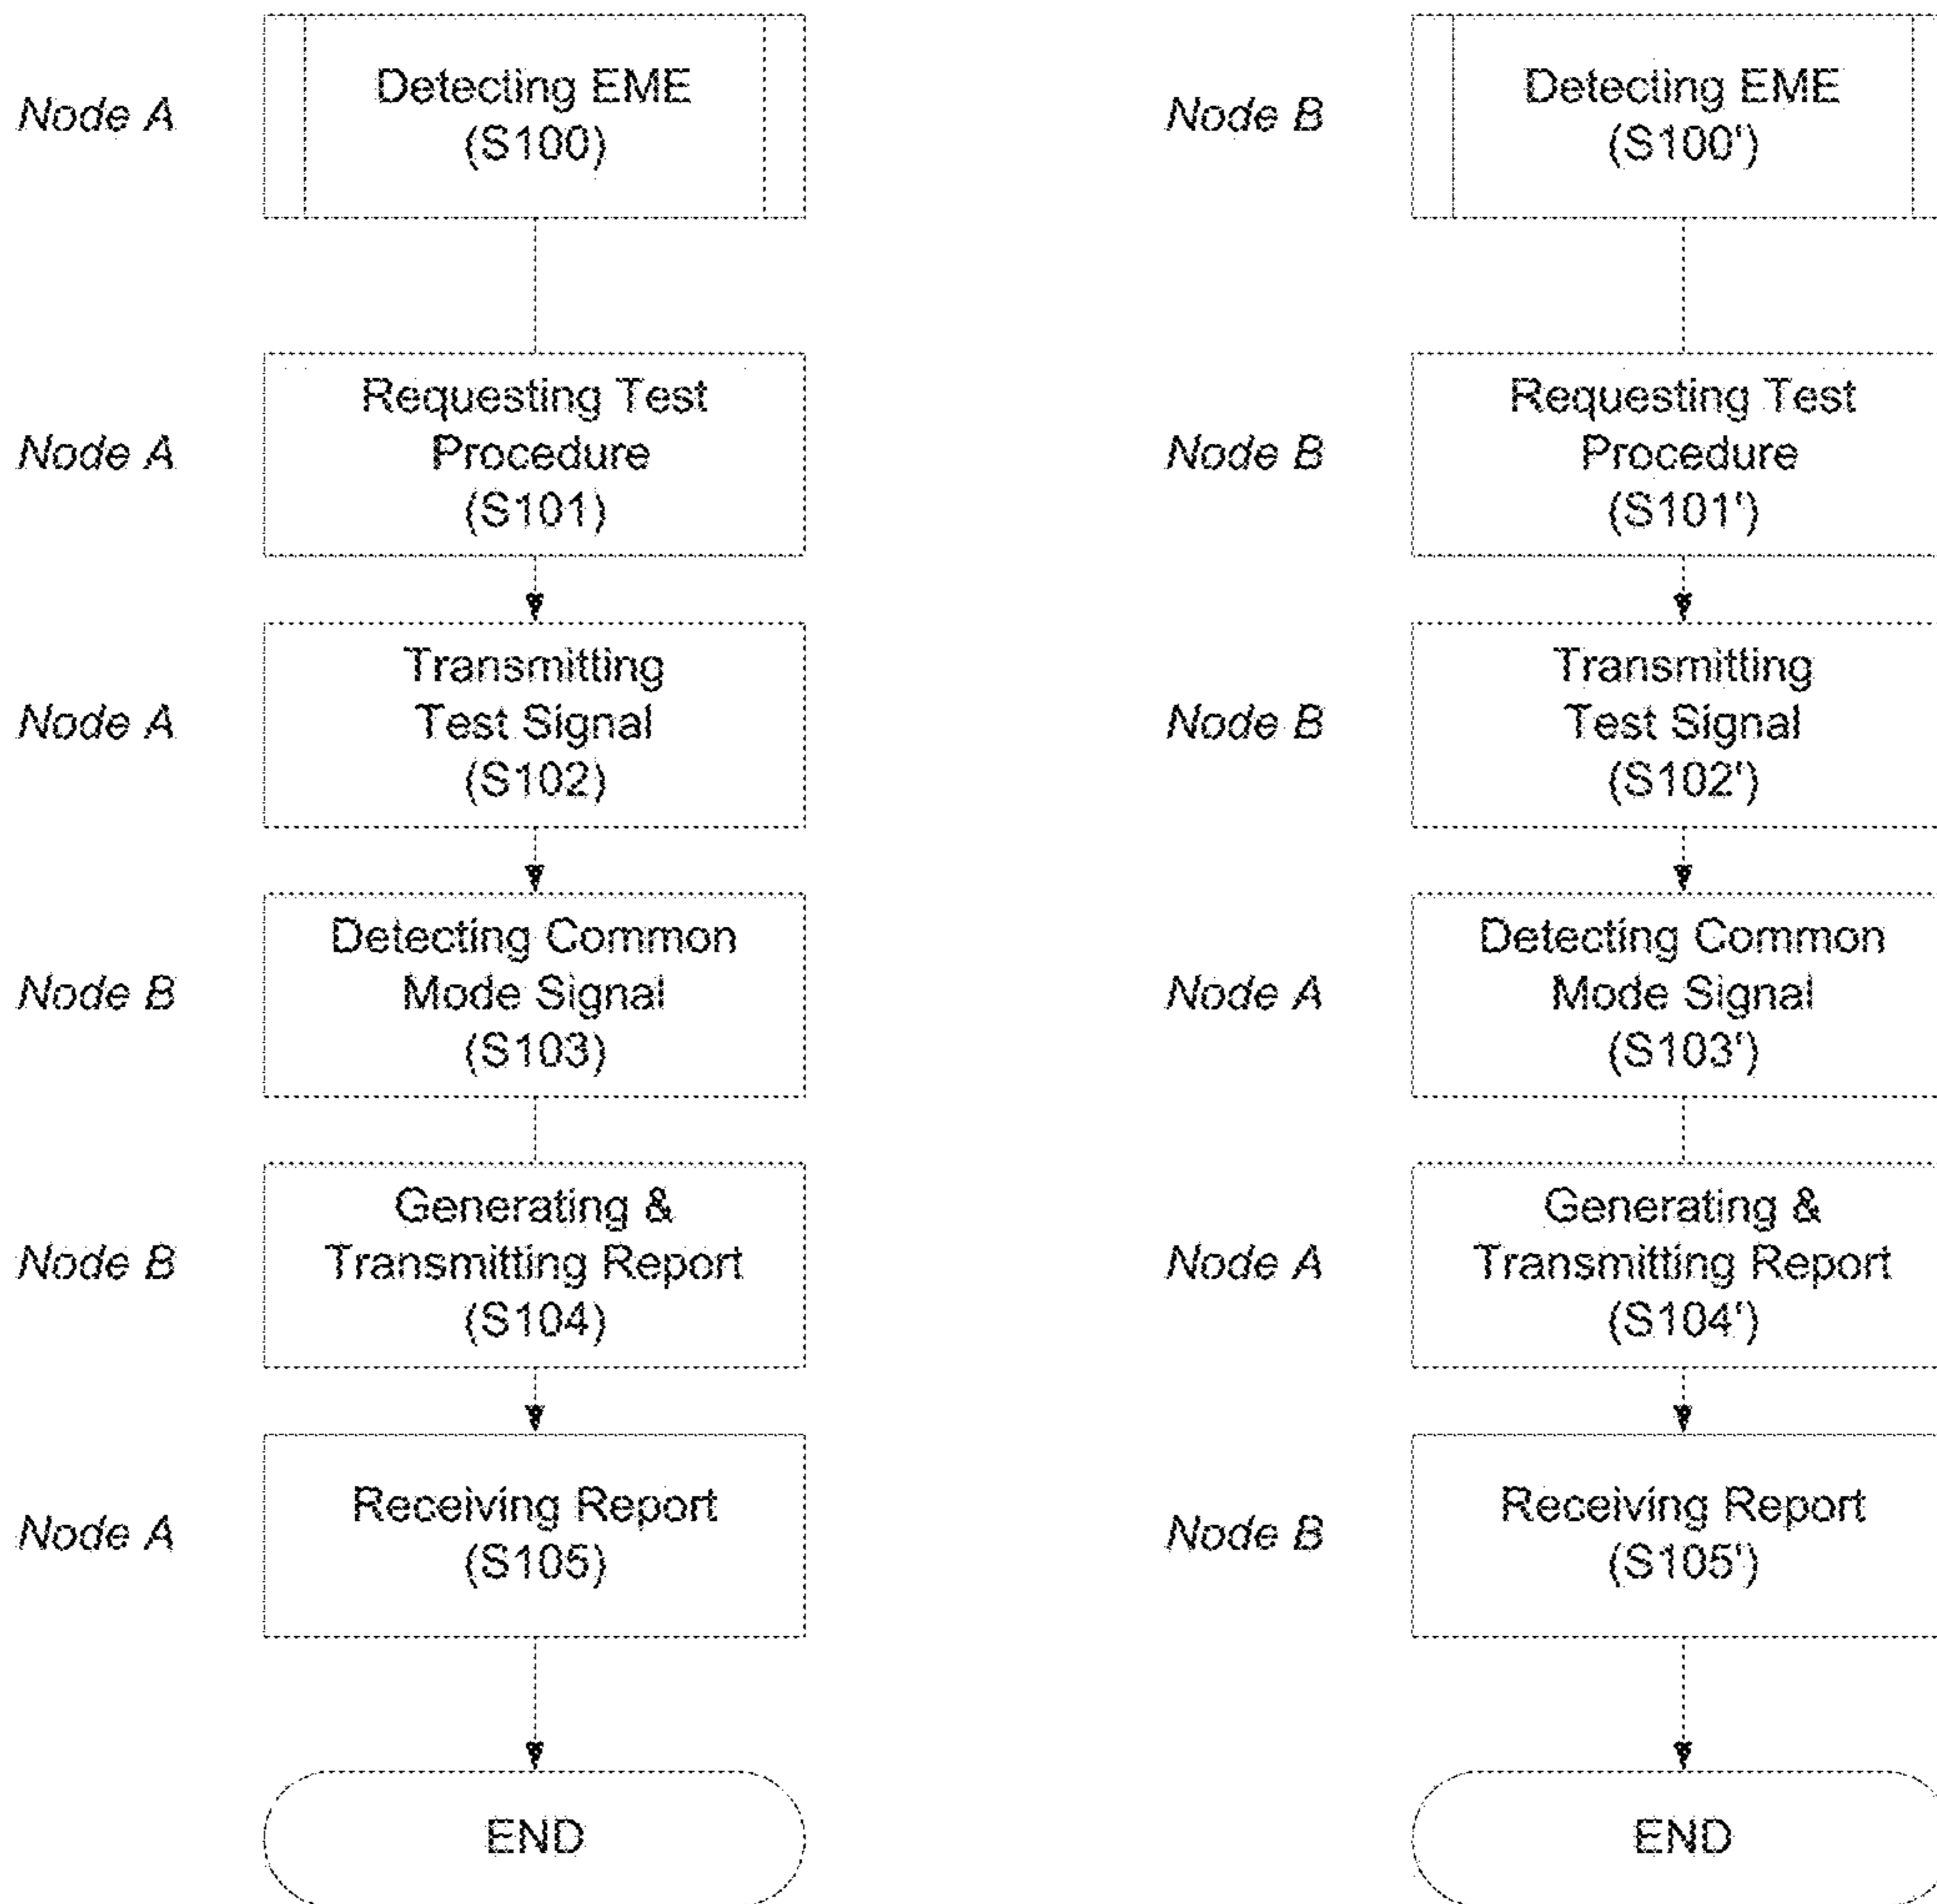 Node A
Detecting EME
(S100)
Node A
Requesting Test
Procedure
(S101)
Node A
Transmitting
Test Signal
(S102)
Node B
Detecting Common
Mode Signal
(S103)
Node B
Generating &
Transmitting Report
(S104)
Node A
Receiving Report
(S105)
END
Node B
Detecting EME
(S100')
Node B
Requesting Test
Procedure
(S101')
Node B
Transmitting
Test Signal
(S102')
Node A
Detecting Common
Mode Signal
(S103')
Node A
Generating &
Transmitting Report
(S104')
Node B
Receiving Report
(S105')
END